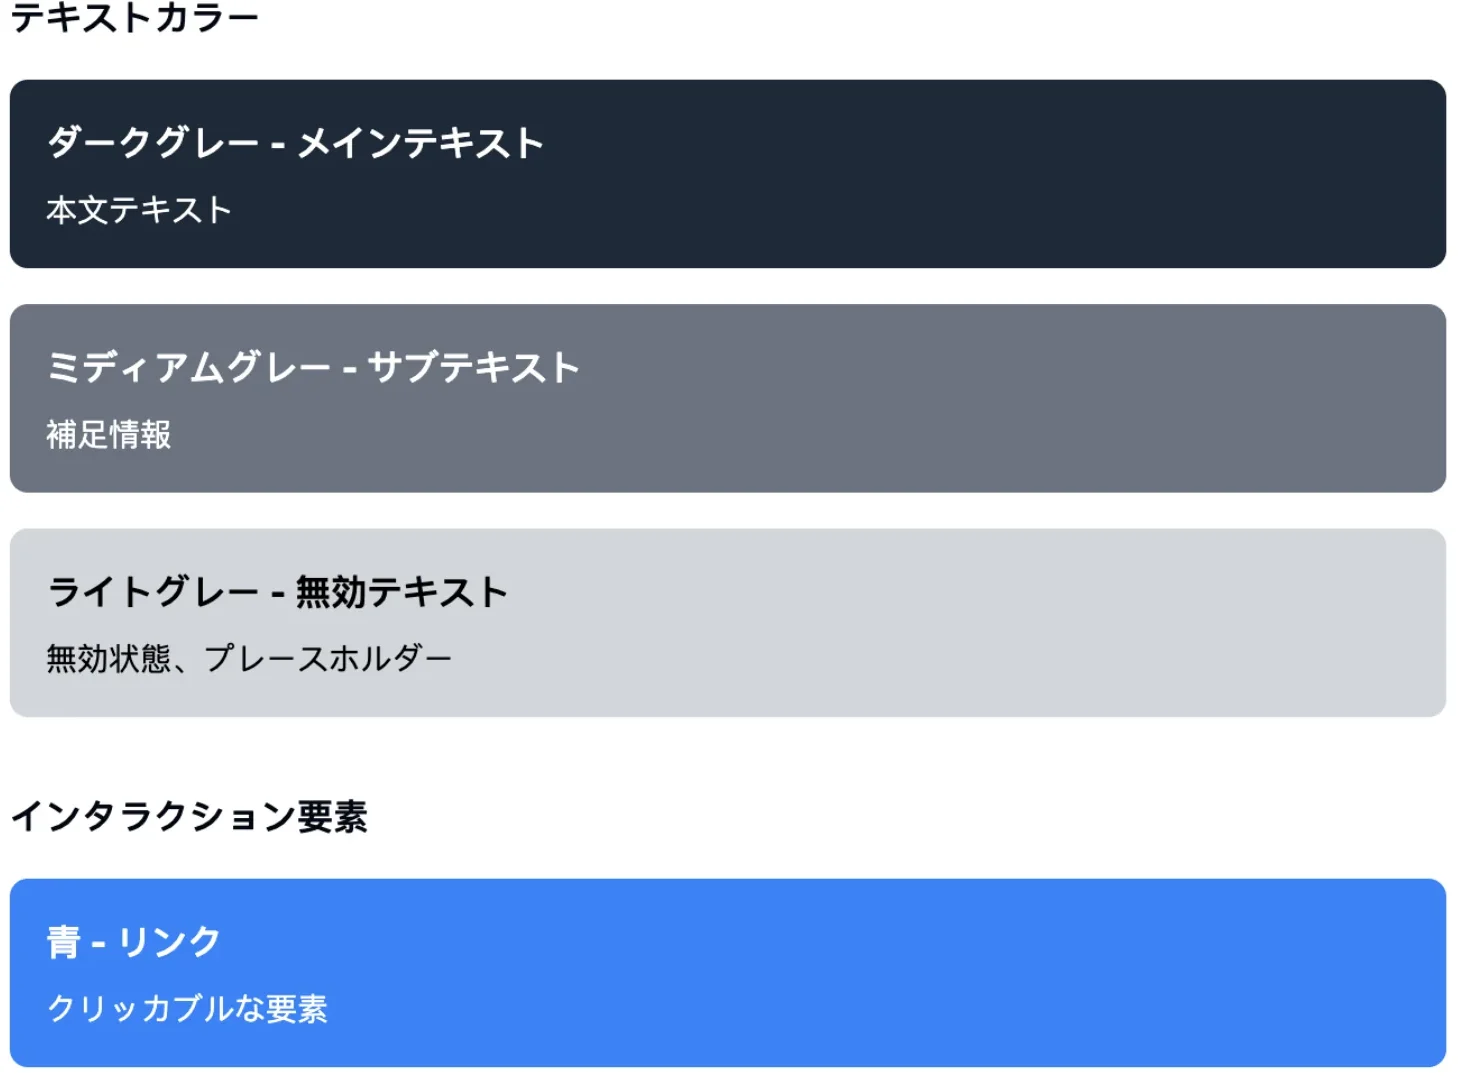 テキストカラー
ダークグレー - メインテキスト
本文テキスト
ミディアムグレー - サブテキスト
補足情報
ライトグレー - 無効テキスト
無効状態、プレースホルダー
インタラクション要素
青 - リンク
クリッカブルな要素